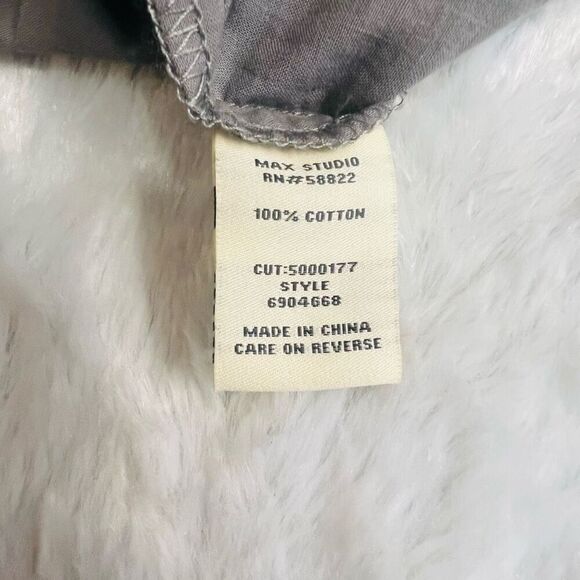 MAX STUDIO
RN#58822
100% COTTON
CUT:5000177
STYLE
6904668
MADE IN CHINA
CARE ON REVERSE